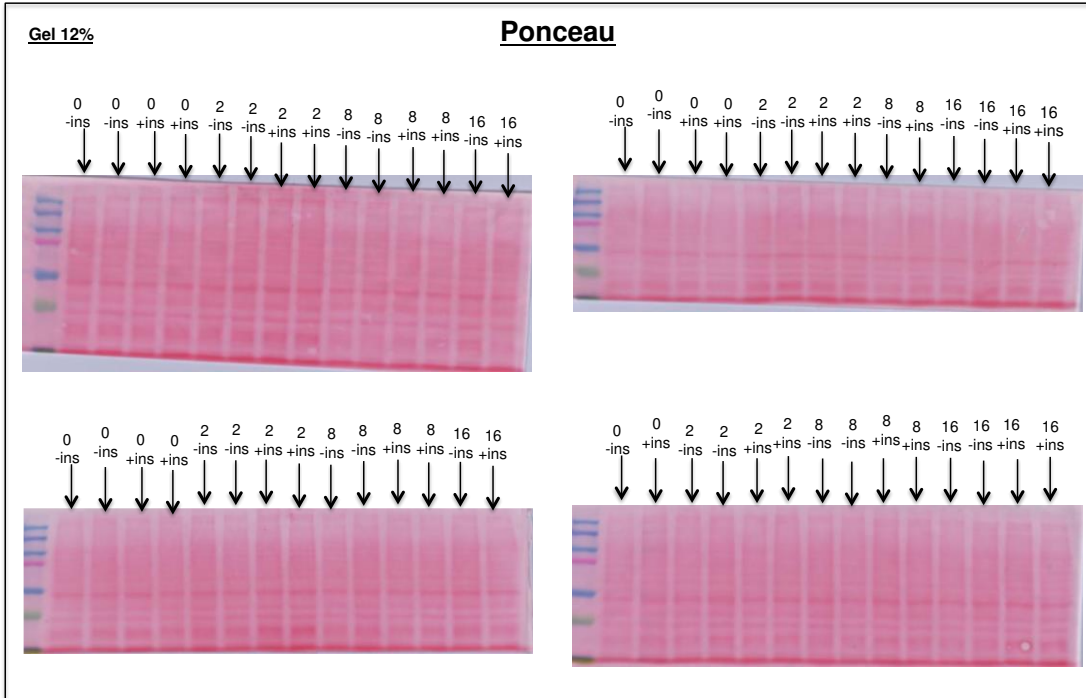 Gel 12%
Ponceau
0 0 0 0 2 2 2 2 8 8 8 8 16 16
-ins -ins +ins +ins -ins -ins +ins +ins -ins -ins +ins +ins -ins +ins
0 0 0 0 2 2 2 2 8 8 16 16 16 16
-ins -ins +ins +ins -ins -ins +ins +ins -ins +ins -ins -ins +ins +ins
0 0 0 0 2 2 2 2 8 8 8 8 16 16
-ins -ins +ins +ins -ins -ins +ins +ins -ins -ins +ins +ins -ins +ins
0 0 2 2 2 2 8 8 8 8 16 16 16 16
-ins +ins -ins -ins +ins +ins -ins -ins +ins +ins -ins -ins +ins +ins